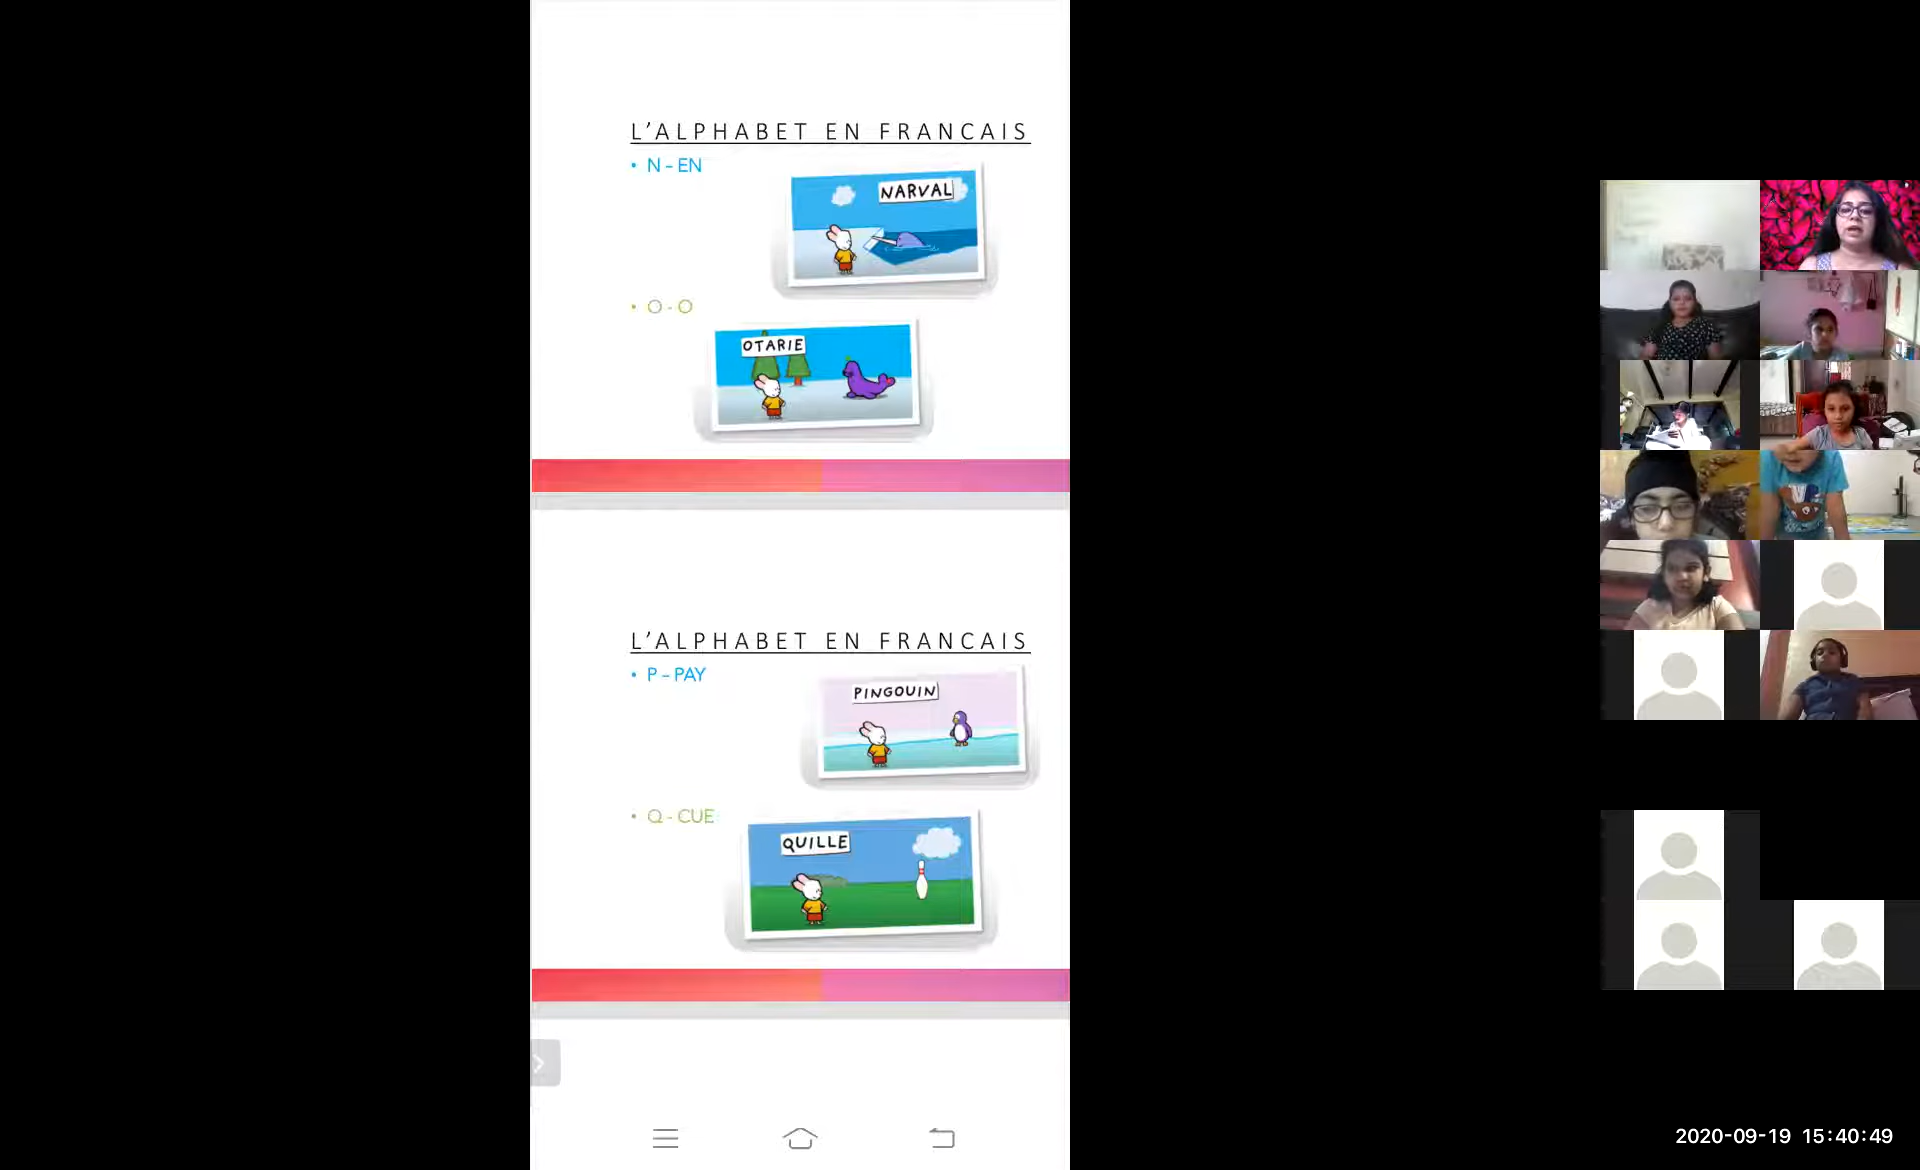 L'ALPHABET EN FRANCAIS
• N – EN
NARVAL
• O - O
OTARIE
L'ALPHABET EN FRANCAIS
• P – PAY
PINGOUIN
• Q - CUE
QUILLE
2020-09-19 15:40:49